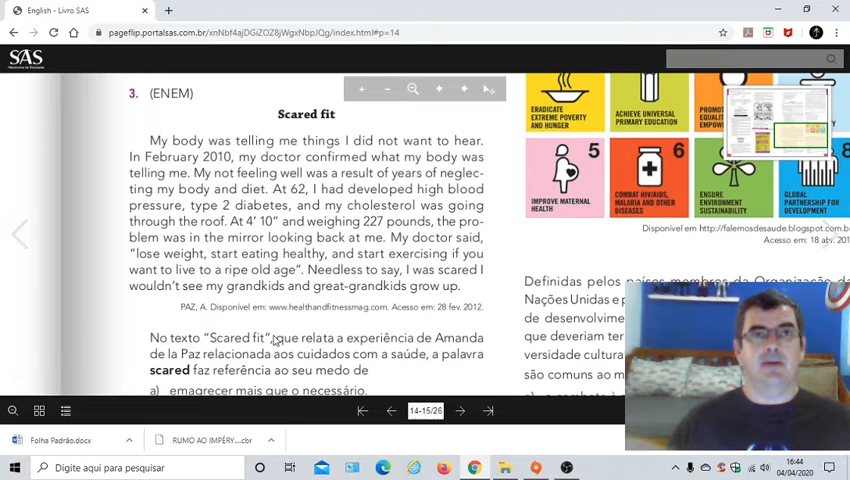 English - Livro SAS
pageflip.portalsas.com.br/xnNbf4ajDGiZOZ8jWgxNbpJQg/index.html#p=14
SAS
3. (ENEM)
Scared fit
My body was telling me things I did not want to hear.
In February 2010, my doctor confirmed what my body was
telling me. My not feeling well was a result of years of neglec-
ting my body and diet. At 62, I had developed high blood
pressure, type 2 diabetes, and my cholesterol was going
through the roof. At 4' 10" and weighing 227 pounds, the pro-
blem was in the mirror looking back at me. My doctor said,
"lose weight, start eating healthy, and start exercising if you
want to live to a ripe old age". Needless to say, I was scared I
wouldn't see my grandkids and great-grandkids grow up.
PAZ, A. Disponível em: www.healthandfitnessmag.com. Acesso em: 28 fev. 2012.
No texto "Scared fit", que relata a experiência de Amanda
de la Paz relacionada aos cuidados com a saúde, a palavra
scared faz referência ao seu medo de
a) emagrecer mais que o necessário.
ERADICATE
EXTREME POVERTY
AND HUNGER
ACHIEVE UNIVERSAL
PRIMARY EDUCATION
5
IMPROVE MATERNAL
HEALTH
6
COMBAT HIV/AIDS,
MALARIA AND OTHER
DISEASES
ENSURE
ENVIRONMENTAL
SUSTAINABILITY
8
GLOBAL
PARTNERSHIP FOR
DEVELOPMENT
Disponível em http://falemosdesaude.blogspot.com.b
Acesso em: 18 abr. 201
Definidas pelos países membros da Organização d
Nações Unidas e p
de desenvolvime
que deveriam ter
versidade cultura
são comuns ao m
14-15/26
Folha Padrão.docx
RUMO AO IMPÉRY....cbr
Digite aqui para pesquisar
16:44
04/04/2020